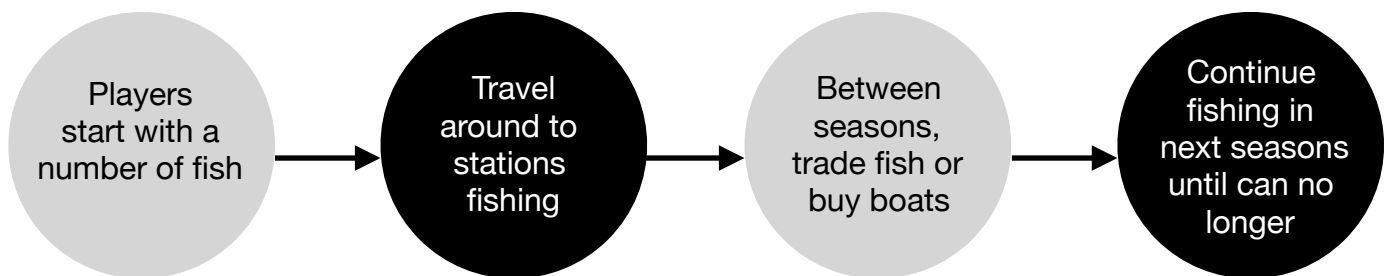 Players
start with a
number of fish
Travel
around to
stations
fishing
Between
seasons,
trade fish or
buy boats
Continue
fishing in
next seasons
until can no
longer